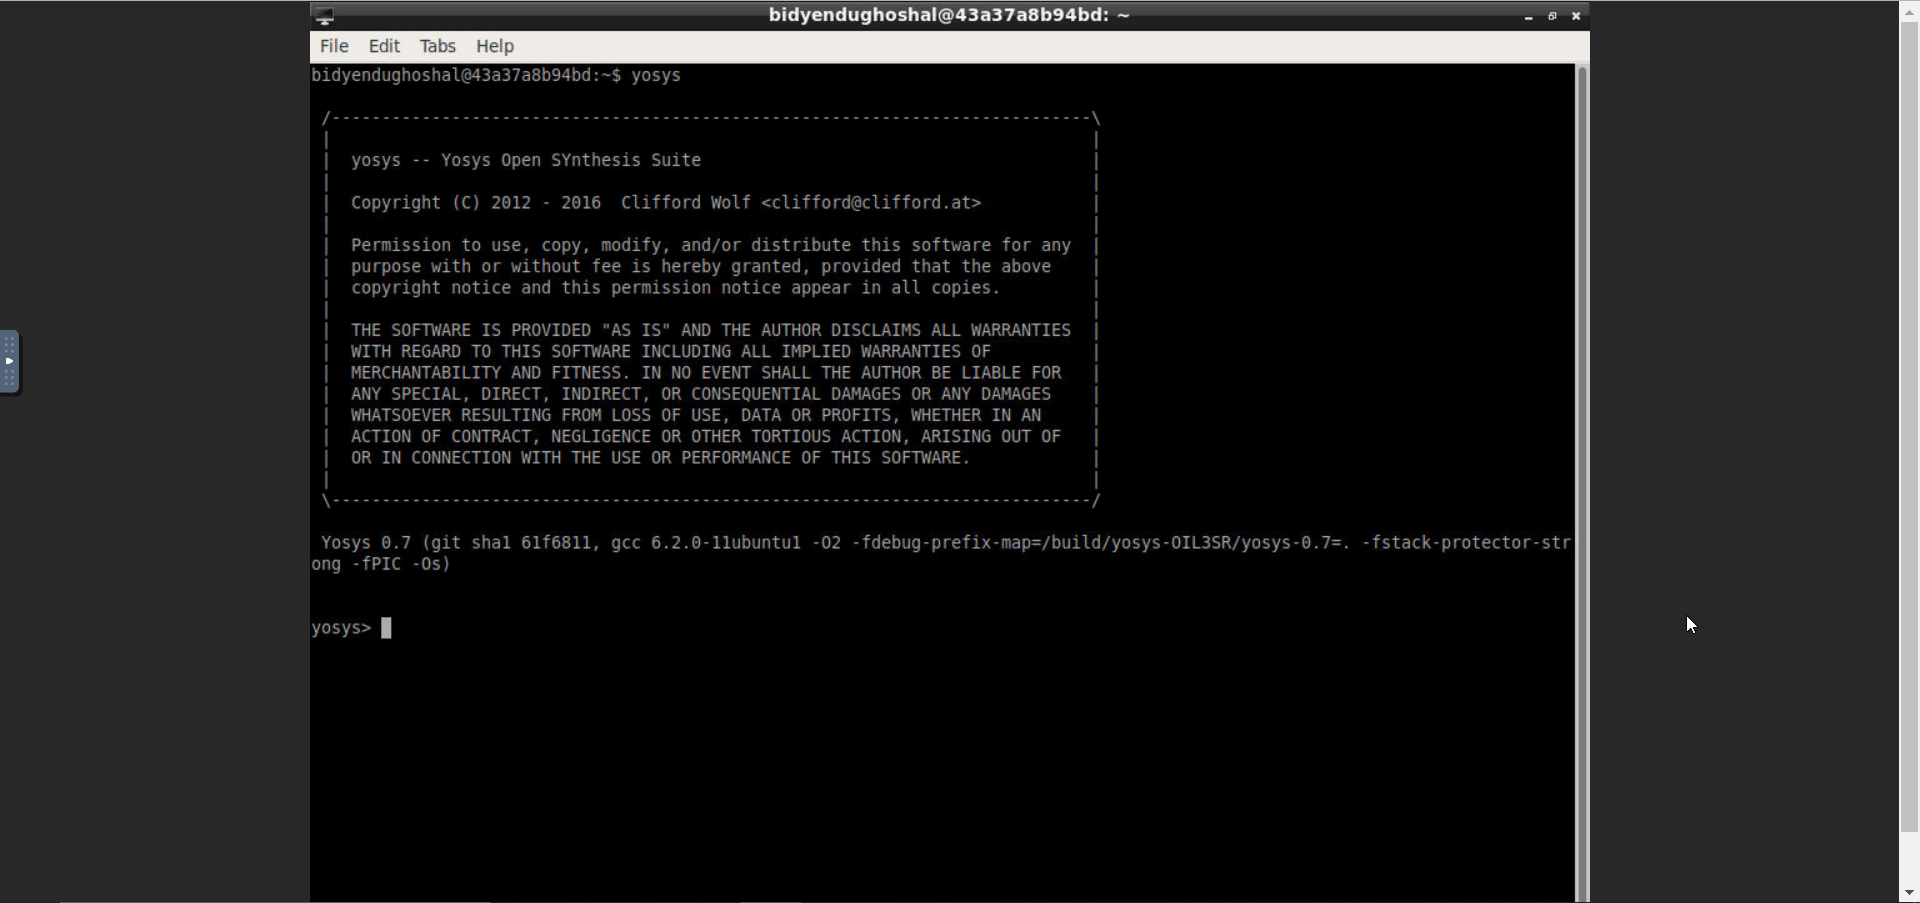 bidyendughoshal@43a37a8b94bd: ~
File Edit Tabs Help
bidyendughoshal@43a37a8b94bd:~$ yosys
/----------------------------------------------------------------------------\
| |
| yosys -- Yosys Open SYnthesis Suite |
| |
| Copyright (C) 2012 - 2016  Clifford Wolf <clifford@clifford.at> |
| |
| Permission to use, copy, modify, and/or distribute this software for any |
| purpose with or without fee is hereby granted, provided that the above |
| copyright notice and this permission notice appear in all copies. |
| |
| THE SOFTWARE IS PROVIDED "AS IS" AND THE AUTHOR DISCLAIMS ALL WARRANTIES |
| WITH REGARD TO THIS SOFTWARE INCLUDING ALL IMPLIED WARRANTIES OF |
| MERCHANTABILITY AND FITNESS. IN NO EVENT SHALL THE AUTHOR BE LIABLE FOR |
| ANY SPECIAL, DIRECT, INDIRECT, OR CONSEQUENTIAL DAMAGES OR ANY DAMAGES |
| WHATSOEVER RESULTING FROM LOSS OF USE, DATA OR PROFITS, WHETHER IN AN |
| ACTION OF CONTRACT, NEGLIGENCE OR OTHER TORTIOUS ACTION, ARISING OUT OF |
| OR IN CONNECTION WITH THE USE OR PERFORMANCE OF THIS SOFTWARE. |
| |
\----------------------------------------------------------------------------/
Yosys 0.7 (git sha1 61f6811, gcc 6.2.0-11ubuntu1 -O2 -fdebug-prefix-map=/build/yosys-OIL3SR/yosys-0.7=. -fstack-protector-str
ong -fPIC -Os)
yosys>